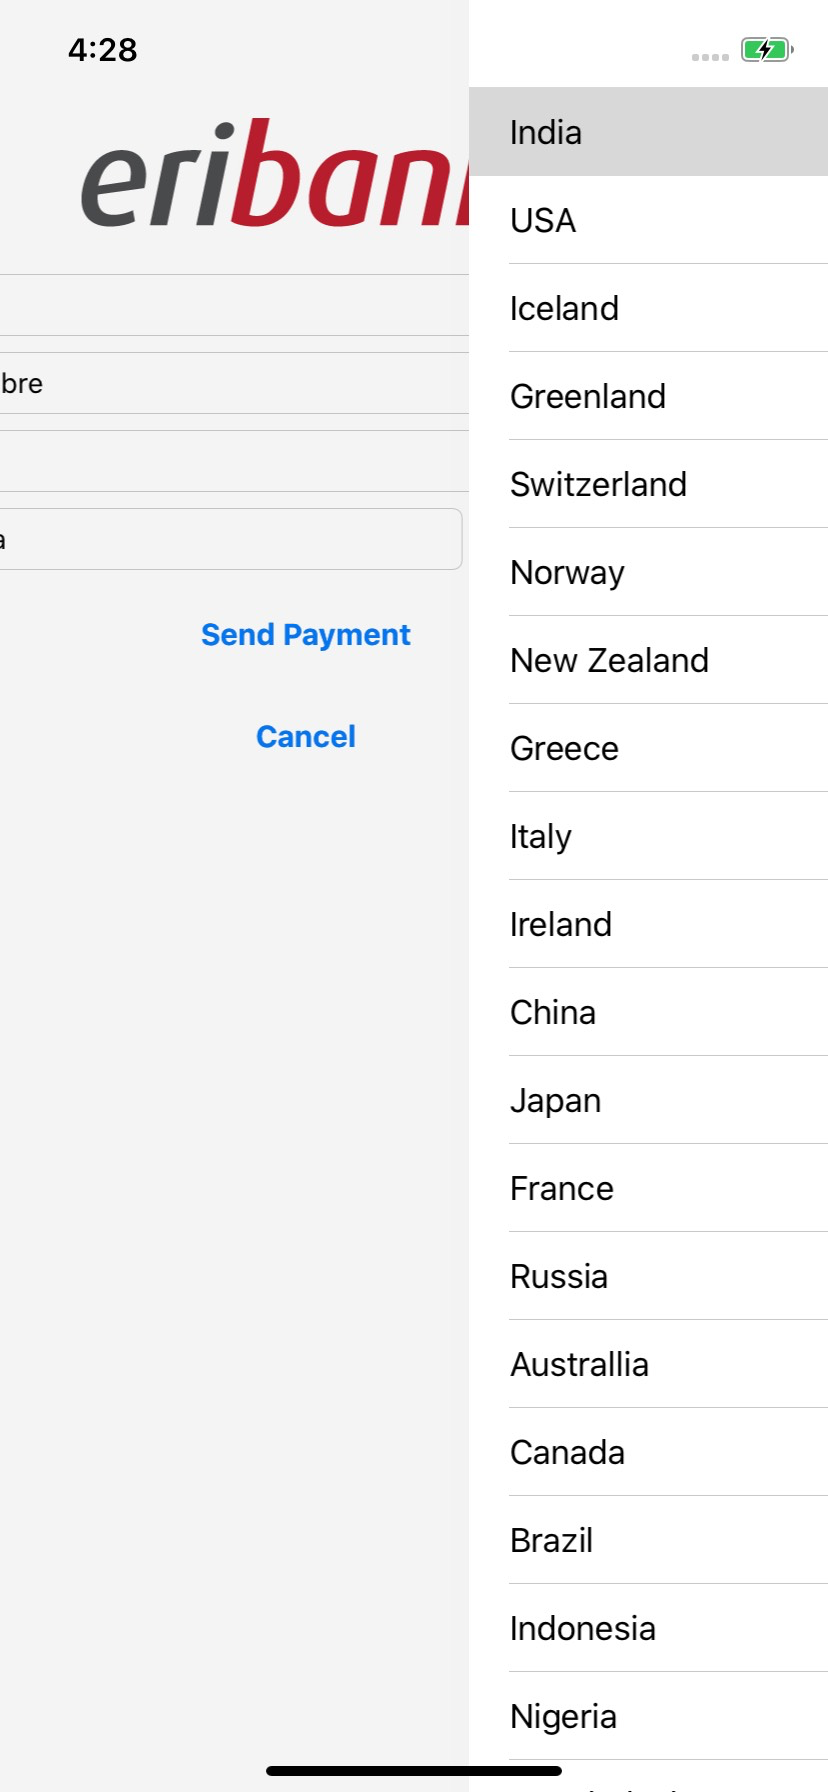 4:28
eriban
bre
a
Send Payment
Cancel
India
USA
Iceland
Greenland
Switzerland
Norway
New Zealand
Greece
Italy
Ireland
China
Japan
France
Russia
Australlia
Canada
Brazil
Indonesia
Nigeria